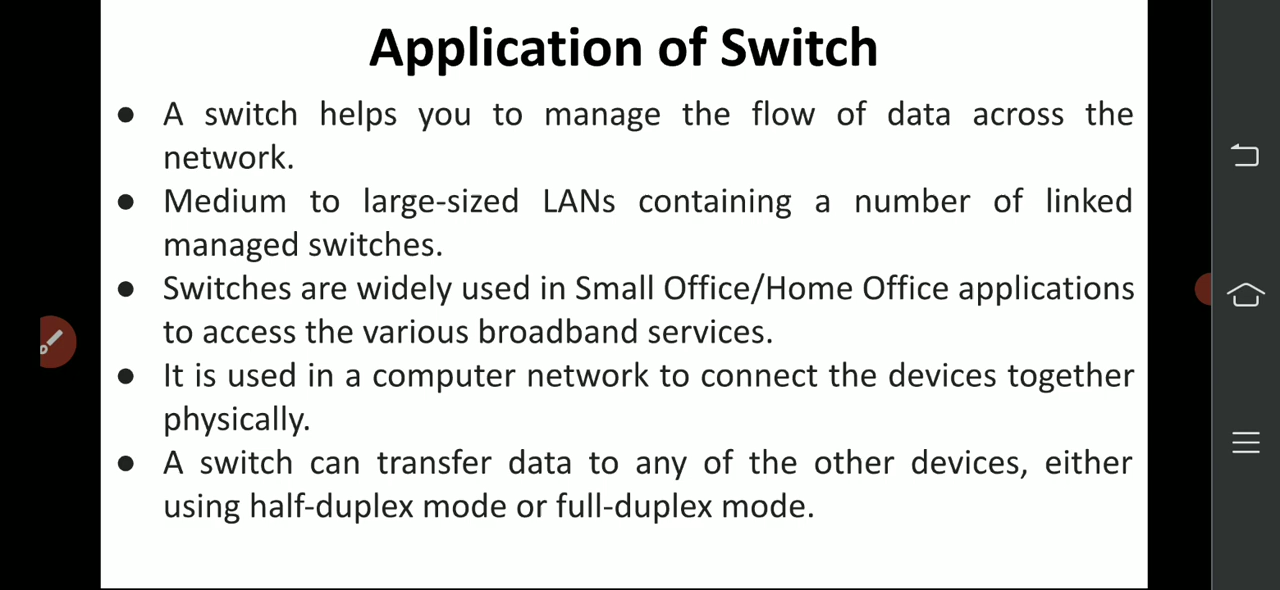 Application of Switch
● A switch helps you to manage the flow of data across the
network.
● Medium to large-sized LANs containing a number of linked
managed switches.
● Switches are widely used in Small Office/Home Office applications
to access the various broadband services.
● It is used in a computer network to connect the devices together
physically.
● A switch can transfer data to any of the other devices, either
using half-duplex mode or full-duplex mode.